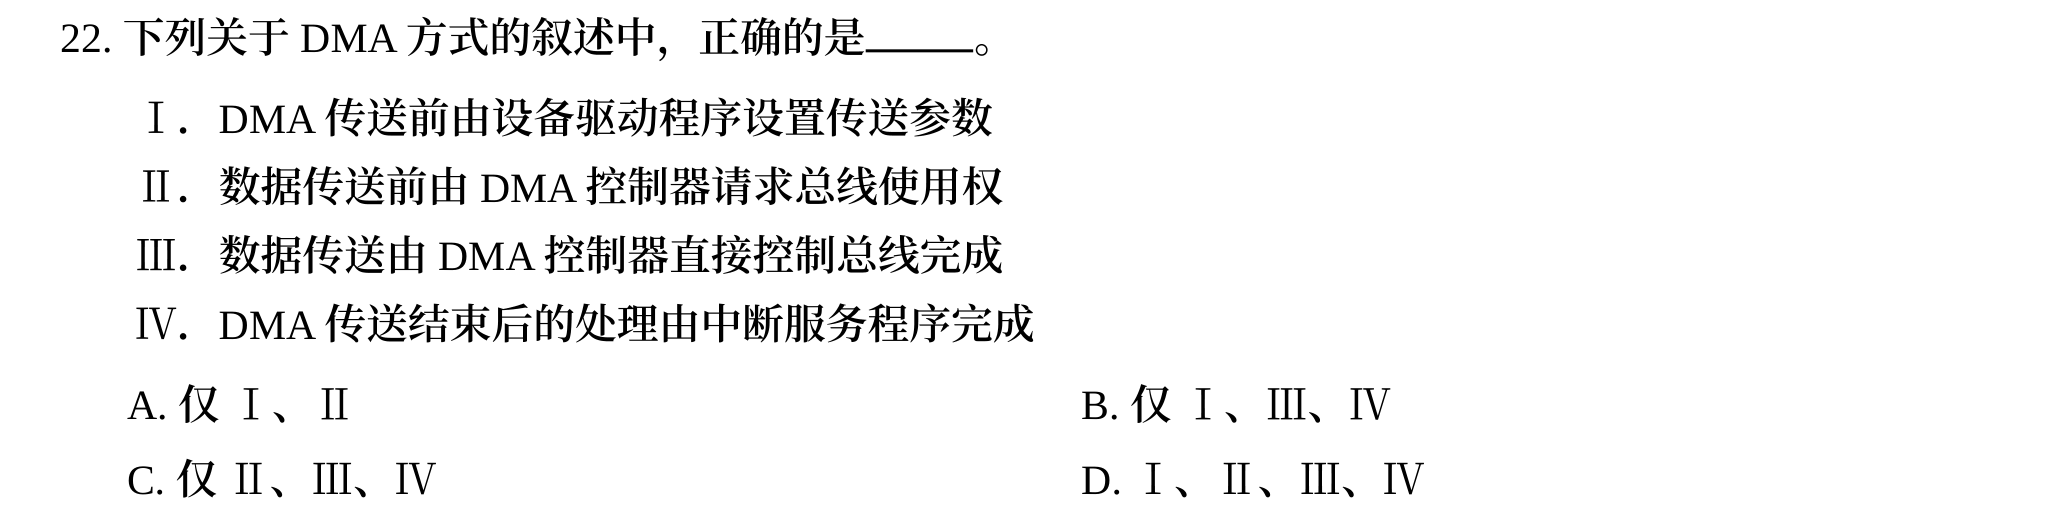 22. 下列关于 DMA 方式的叙述中，正确的是_____。
Ⅰ．DMA 传送前由设备驱动程序设置传送参数
Ⅱ．数据传送前由 DMA 控制器请求总线使用权
Ⅲ．数据传送由 DMA 控制器直接控制总线完成
Ⅳ．DMA 传送结束后的处理由中断服务程序完成
A. 仅 Ⅰ、Ⅱ B. 仅 Ⅰ、Ⅲ、Ⅳ
C. 仅 Ⅱ、Ⅲ、Ⅳ D. Ⅰ、Ⅱ、Ⅲ、Ⅳ